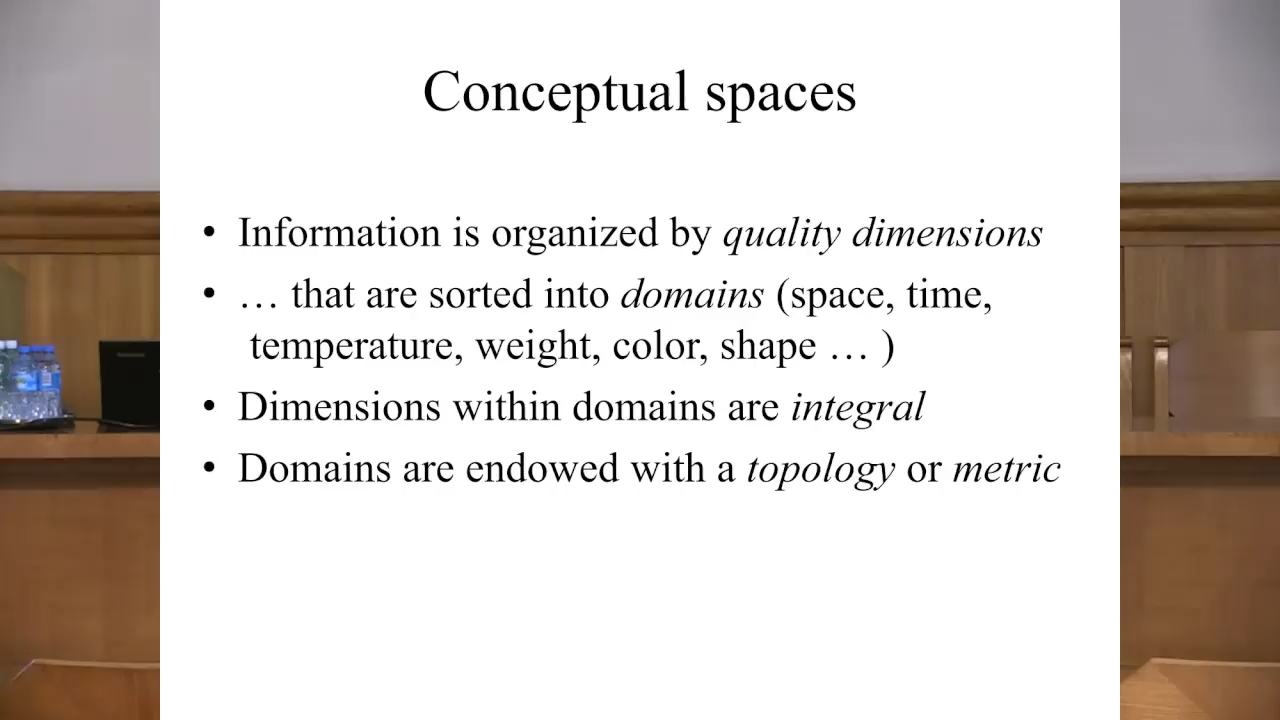 Conceptual spaces
• Information is organized by quality dimensions
• … that are sorted into domains (space, time,
temperature, weight, color, shape … )
• Dimensions within domains are integral
• Domains are endowed with a topology or metric